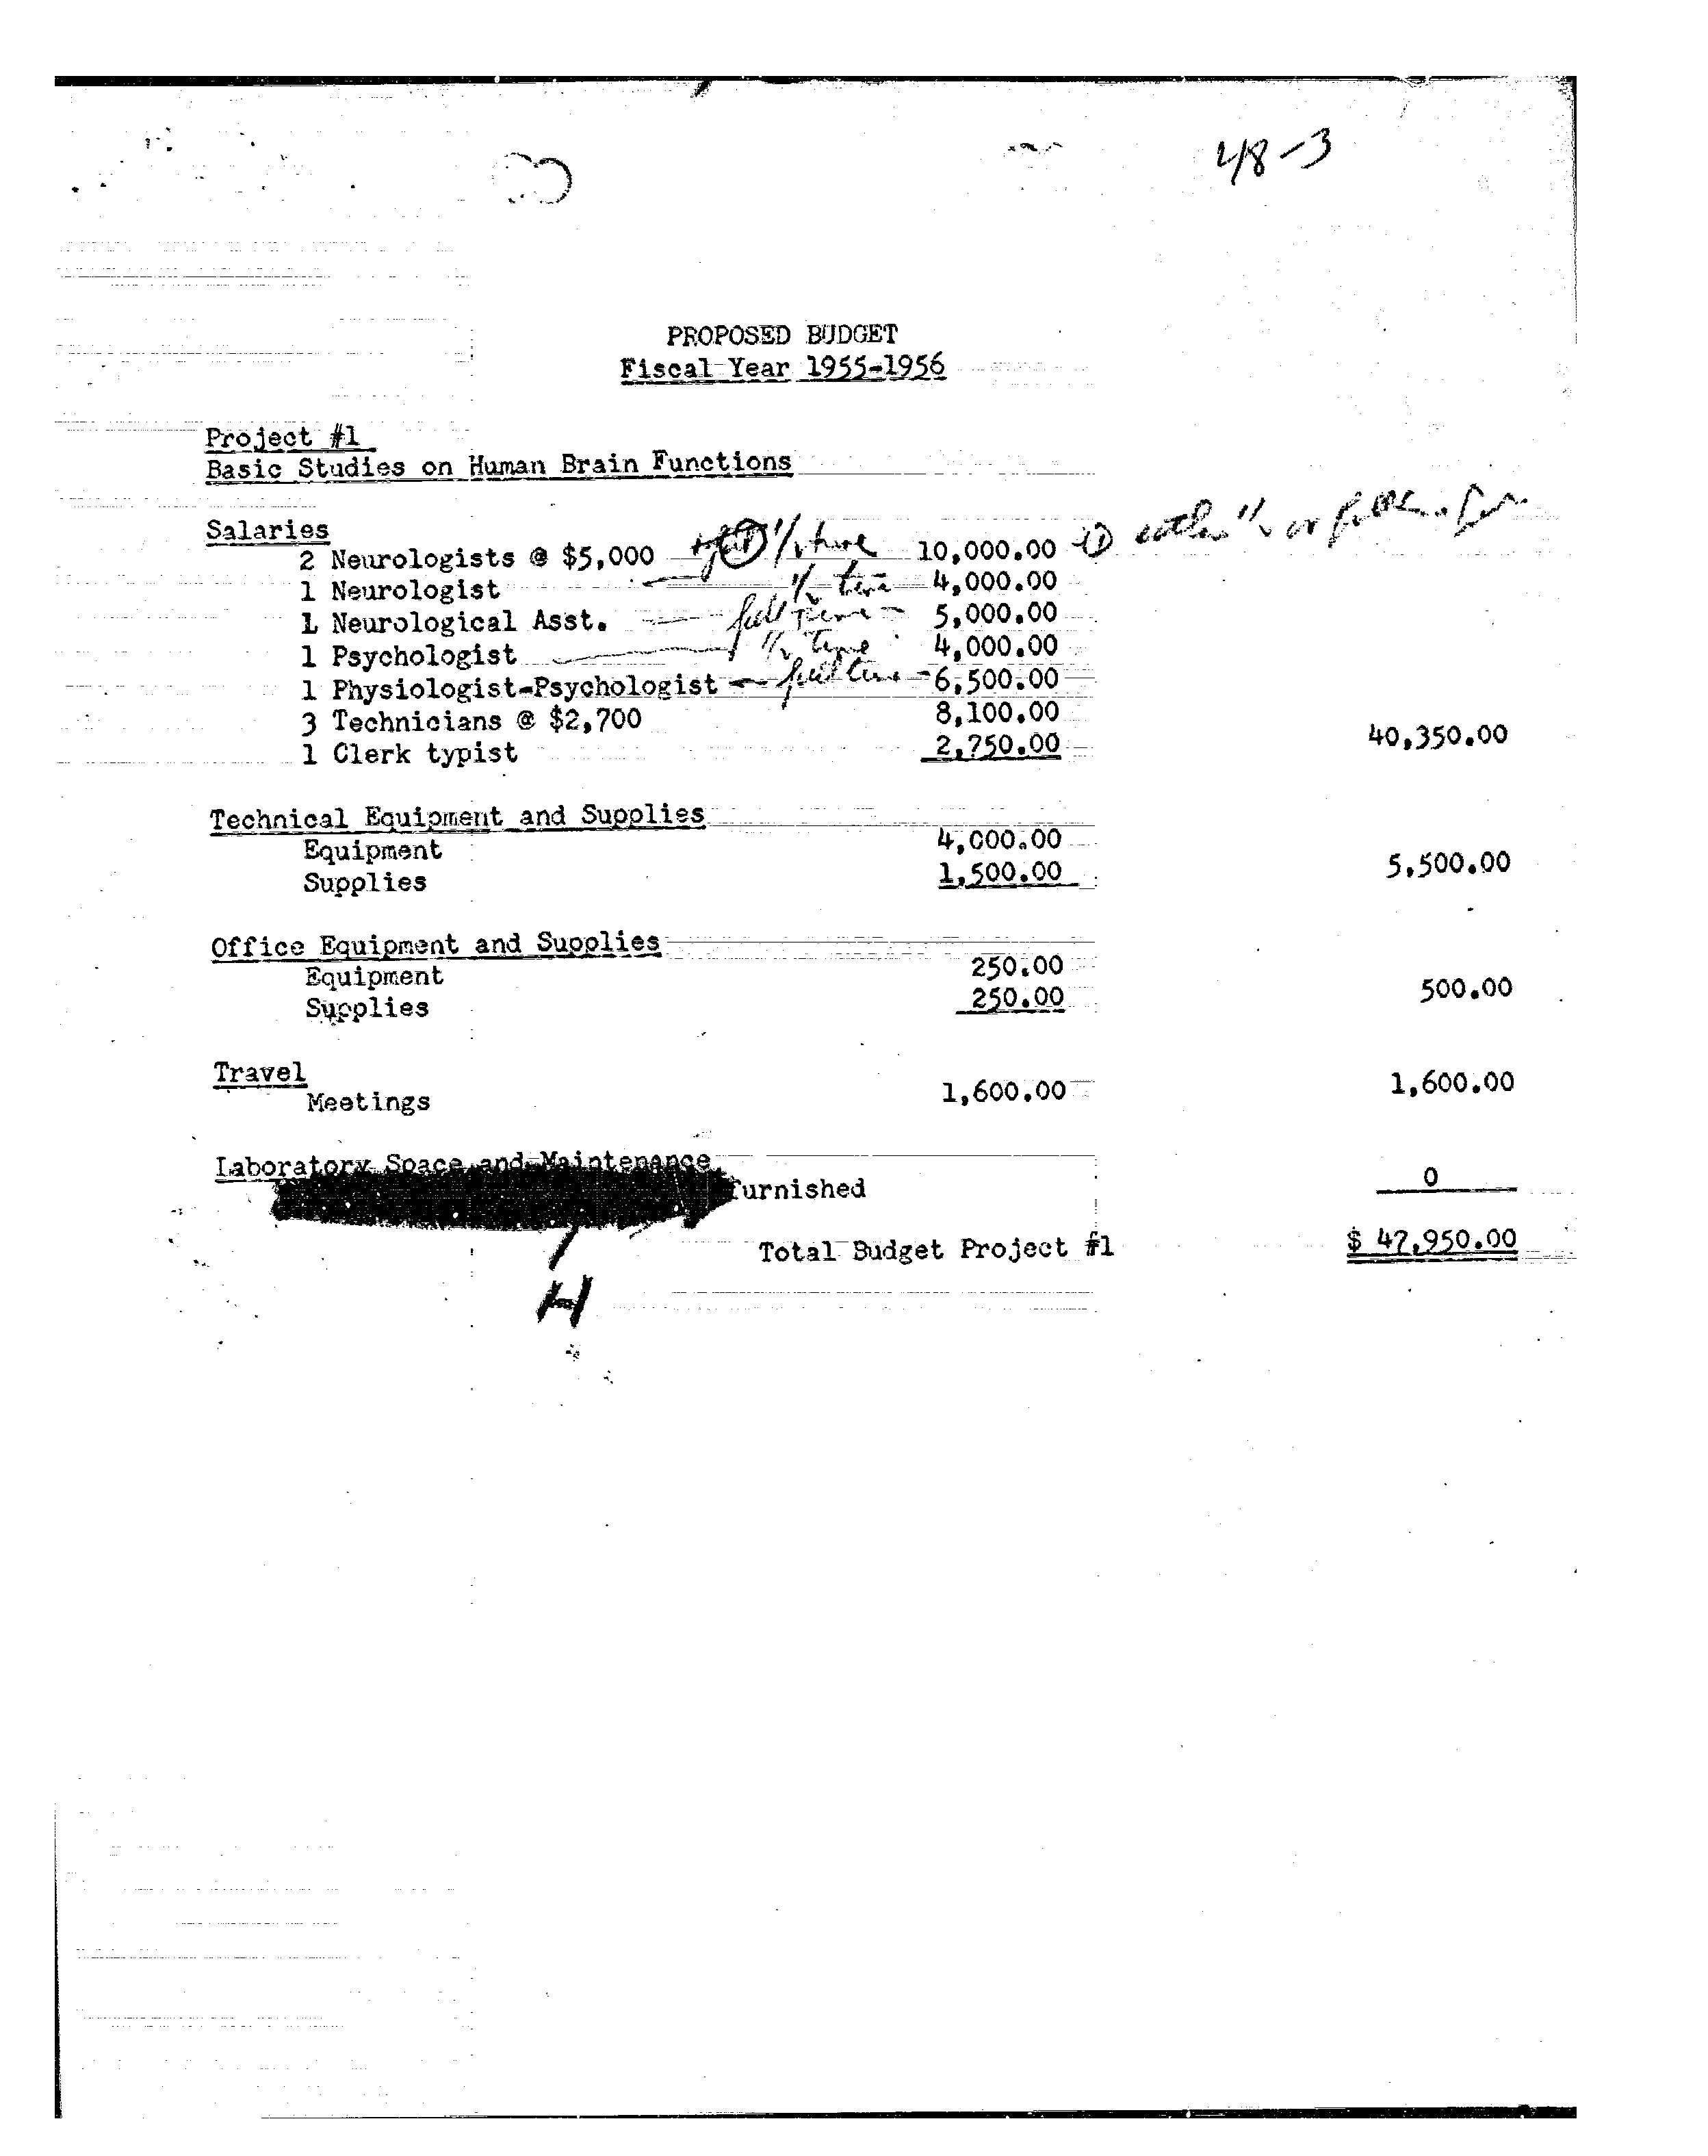 48-3
PROPOSED BUDGET
Fiscal Year 1955-1956
Project #1
Basic Studies on Human Brain Functions
Salaries
2 Neurologists @ $5,000 ½ time 10,000.00 ① either ½ or
1 Neurologist ½ time 4,000.00
1 Neurological Asst. full time 5,000.00
1 Psychologist ½ time 4,000.00
1 Physiologist-Psychologist full time 6,500.00
3 Technicians @ $2,700 8,100.00
1 Clerk typist 2,750.00 40,350.00
Technical Equipment and Supplies
Equipment 4,000.00
Supplies 1,500.00 5,500.00
Office Equipment and Supplies
Equipment 250.00
Supplies 250.00 500.00
Travel
Meetings 1,600.00 1,600.00
Laboratory Space and Maintenance
furnished 0
Total Budget Project #1 $ 47,950.00
H